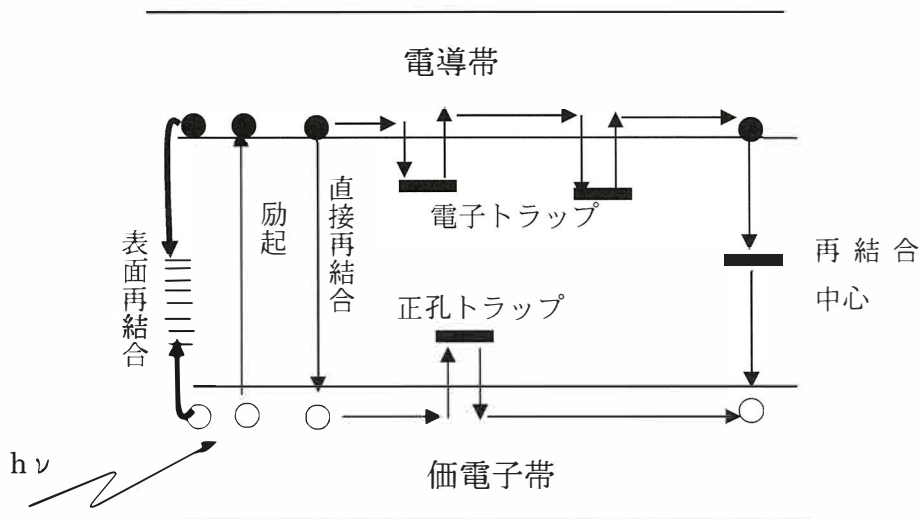 電導帯
励起
直接再結合
電子トラップ
表面再結合
再結合
中心
正孔トラップ
hν
価電子帯